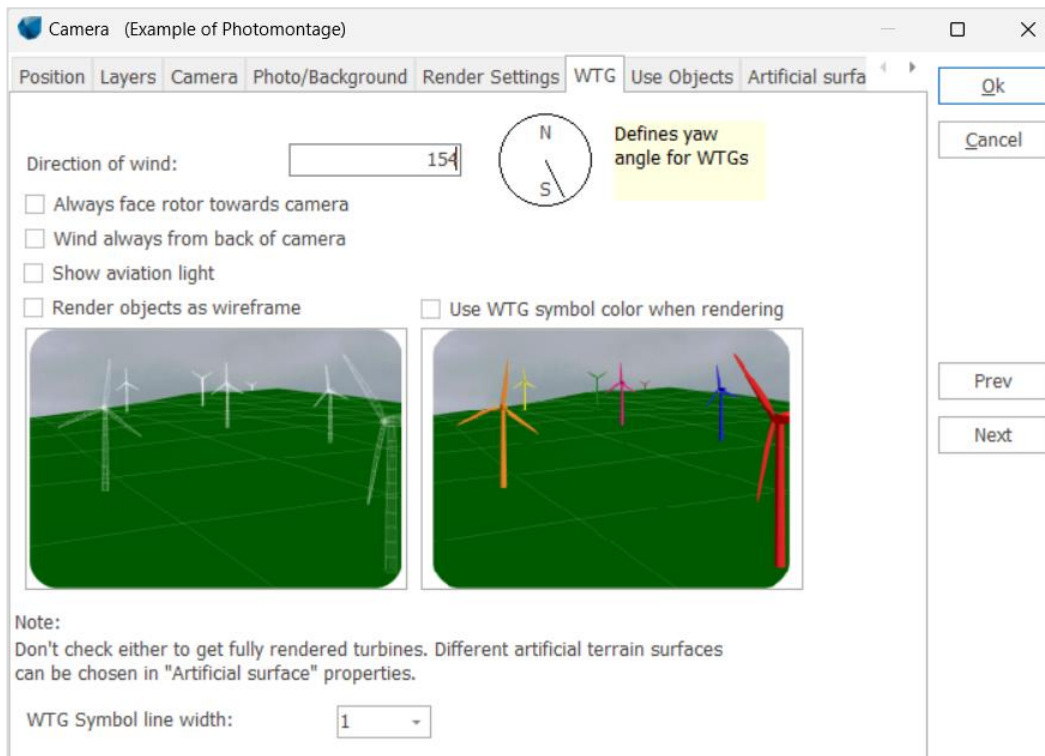 Camera (Example of Photomontage)
Position Layers Camera Photo/Background Render Settings WTG Use Objects Artificial surfa
Ok
Cancel
Direction of wind: 154
N
S
Defines yaw
angle for WTGs
Always face rotor towards camera
Wind always from back of camera
Show aviation light
Render objects as wireframe
Use WTG symbol color when rendering
Prev
Next
Note:
Don't check either to get fully rendered turbines. Different artificial terrain surfaces
can be chosen in "Artificial surface" properties.
WTG Symbol line width: 1